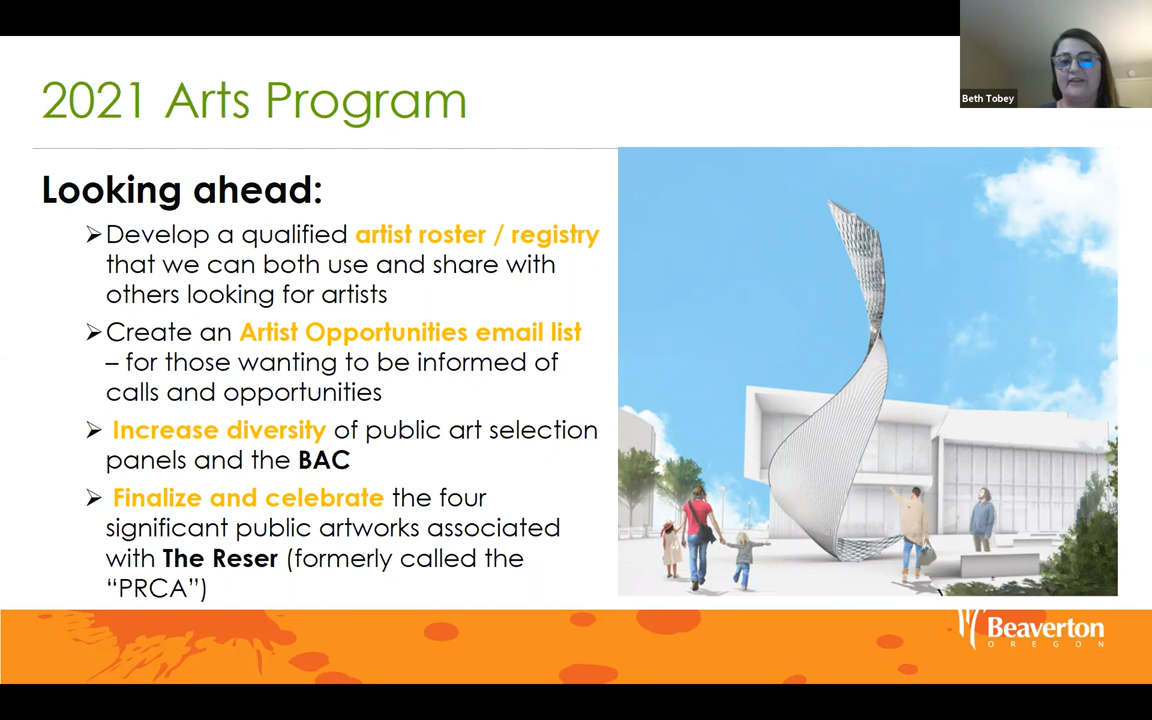 2021 Arts Program
Beth Tobey
Looking ahead:
➢Develop a qualified artist roster / registry
that we can both use and share with
others looking for artists
➢Create an Artist Opportunities email list
– for those wanting to be informed of
calls and opportunities
➢ Increase diversity of public art selection
panels and the BAC
➢ Finalize and celebrate the four
significant public artworks associated
with The Reser (formerly called the
“PRCA”)
Beaverton
OREGON